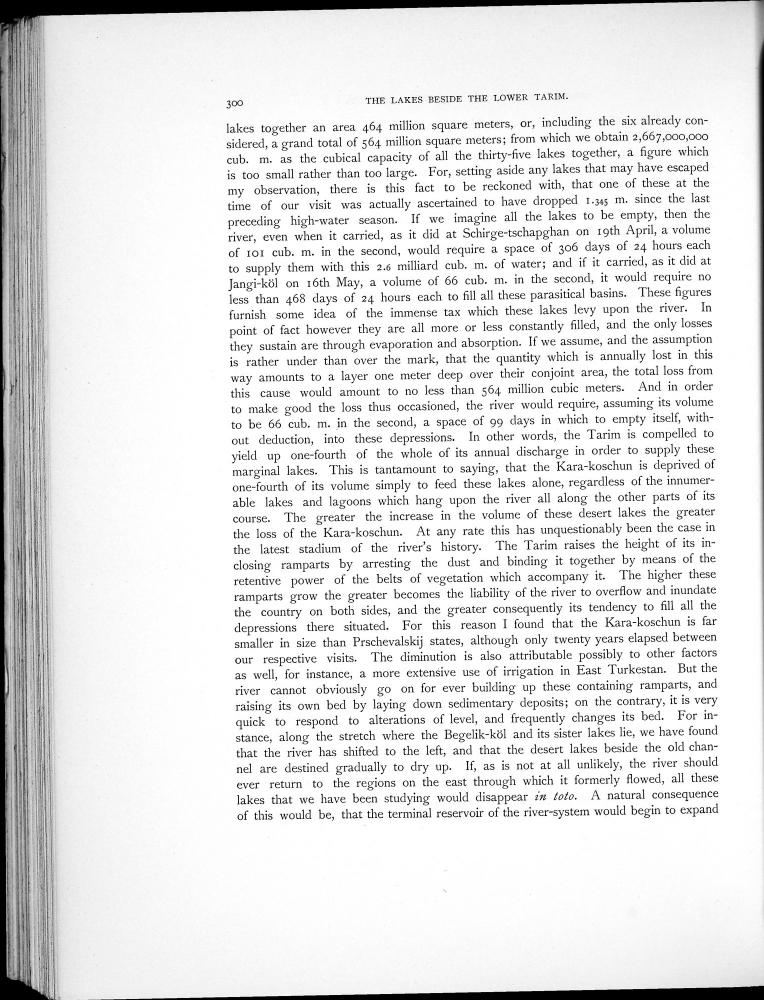 300 THE LAKES BESIDE THE LOWER TARIM.
lakes together an area 464 million square meters, or, including the six already con-
sidered, a grand total of 564 million square meters; from which we obtain 2,667,000,000
cub. m. as the cubical capacity of all the thirty-five lakes together, a figure which
is too small rather than too large. For, setting aside any lakes that may have escaped
my observation, there is this fact to be reckoned with, that one of these at the
time of our visit was actually ascertained to have dropped 1.345 m. since the last
preceding high-water season. If we imagine all the lakes to be empty, then the
river, even when it carried, as it did at Schirge-tschapghan on 19th April, a volume
of 101 cub. m. in the second, would require a space of 306 days of 24 hours each
to supply them with this 2.6 milliard cub. m. of water; and if it carried, as it did at
Jangi-köl on 16th May, a volume of 66 cub. m. in the second, it would require no
less than 468 days of 24 hours each to fill all these parasitical basins. These figures
furnish some idea of the immense tax which these lakes levy upon the river. In
point of fact however they are all more or less constantly filled, and the only losses
they sustain are through evaporation and absorption. If we assume, and the assumption
is rather under than over the mark, that the quantity which is annually lost in this
way amounts to a layer one meter deep over their conjoint area, the total loss from
this cause would amount to no less than 564 million cubic meters. And in order
to make good the loss thus occasioned, the river would require, assuming its volume
to be 66 cub. m. in the second, a space of 99 days in which to empty itself, with-
out deduction, into these depressions. In other words, the Tarim is compelled to
yield up one-fourth of the whole of its annual discharge in order to supply these
marginal lakes. This is tantamount to saying, that the Kara-koschun is deprived of
one-fourth of its volume simply to feed these lakes alone, regardless of the innumer-
able lakes and lagoons which hang upon the river all along the other parts of its
course. The greater the increase in the volume of these desert lakes the greater
the loss of the Kara-koschun. At any rate this has unquestionably been the case in
the latest stadium of the river's history. The Tarim raises the height of its in-
closing ramparts by arresting the dust and binding it together by means of the
retentive power of the belts of vegetation which accompany it. The higher these
ramparts grow the greater becomes the liability of the river to overflow and inundate
the country on both sides, and the greater consequently its tendency to fill all the
depressions there situated. For this reason I found that the Kara-koschun is far
smaller in size than Prschevalskij states, although only twenty years elapsed between
our respective visits. The diminution is also attributable possibly to other factors
as well, for instance, a more extensive use of irrigation in East Turkestan. But the
river cannot obviously go on for ever building up these containing ramparts, and
raising its own bed by laying down sedimentary deposits; on the contrary, it is very
quick to respond to alterations of level, and frequently changes its bed. For in-
stance, along the stretch where the Begelik-köl and its sister lakes lie, we have found
that the river has shifted to the left, and that the desert lakes beside the old chan-
nel are destined gradually to dry up. If, as is not at all unlikely, the river should
ever return to the regions on the east through which it formerly flowed, all these
lakes that we have been studying would disappear in toto. A natural consequence
of this would be, that the terminal reservoir of the river-system would begin to expand